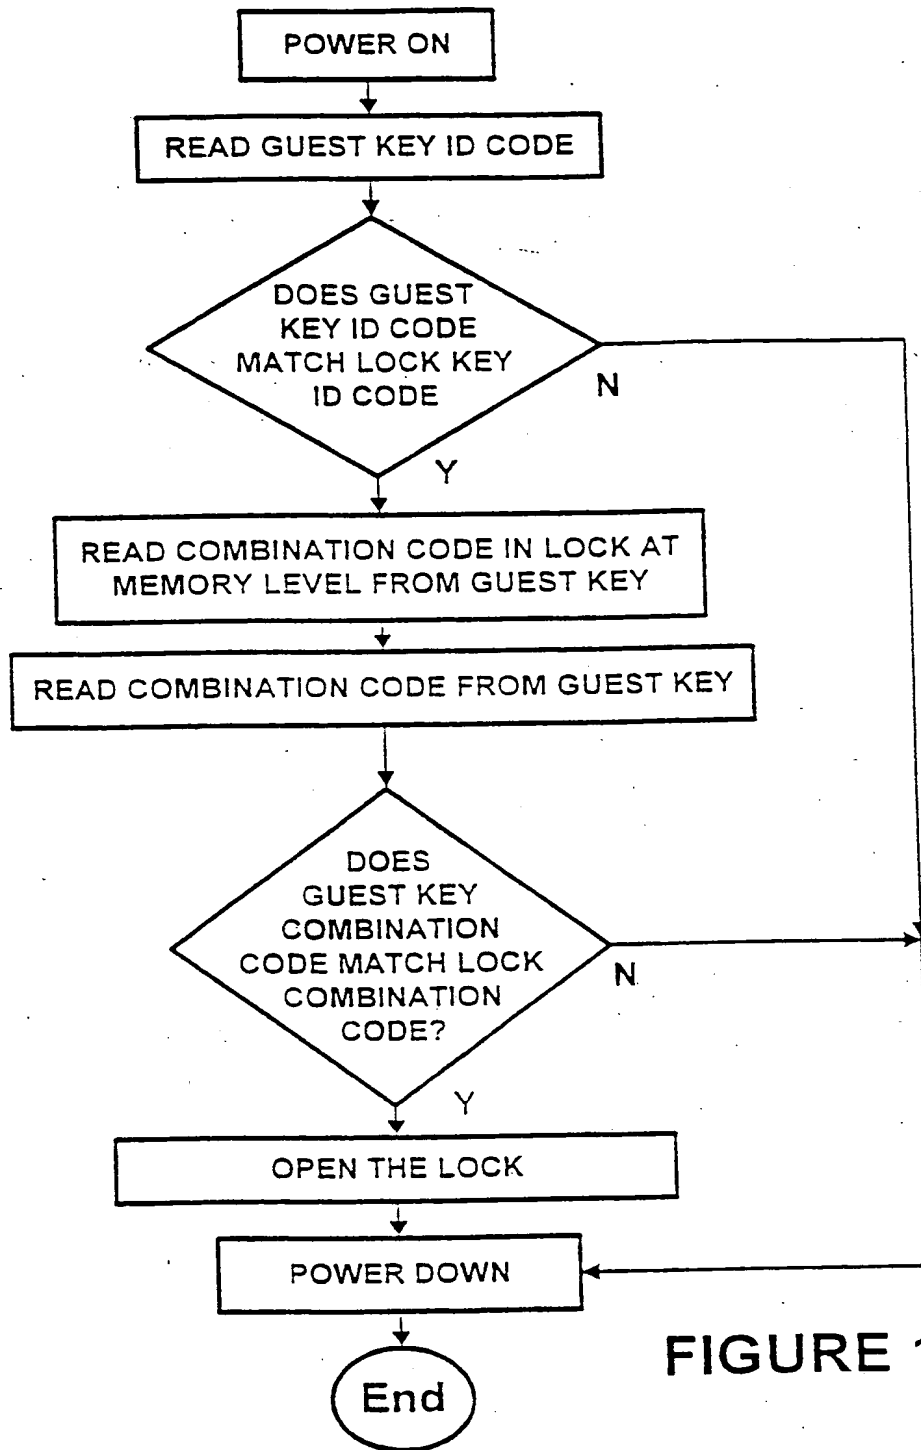 POWER ON
READ GUEST KEY ID CODE
DOES GUEST
KEY ID CODE
MATCH LOCK KEY
ID CODE
N
Y
READ COMBINATION CODE IN LOCK AT
MEMORY LEVEL FROM GUEST KEY
READ COMBINATION CODE FROM GUEST KEY
DOES
GUEST KEY
COMBINATION
CODE MATCH LOCK
COMBINATION
CODE?
N
Y
OPEN THE LOCK
POWER DOWN
End
FIGURE